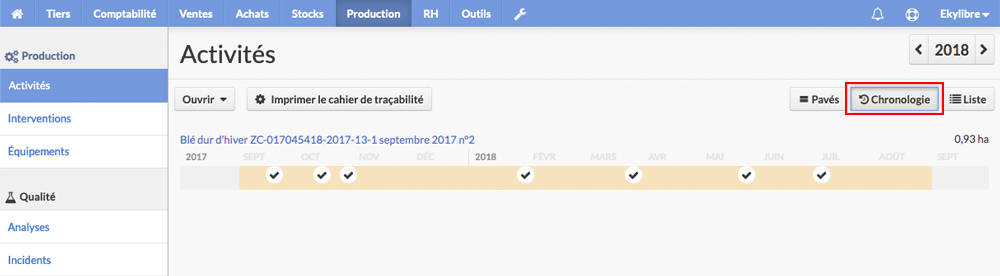 Tiers Comptabilité Ventes Achats Stocks Production RH Outils Ekylibre
Production
Activités
Interventions
Équipements
Qualité
Analyses
Incidents
Activités
2018
Ouvrir
Imprimer le cahier de traçabilité
Pavés Chronologie Liste
Blé dur d'hiver ZC-017045418-2017-13-1 septembre 2017 n°2
0,93 ha
2017 SEPT OCT NOV DÉC 2018 FÉVR MARS AVR MAI JUIN JUIL AOÛT SEPT